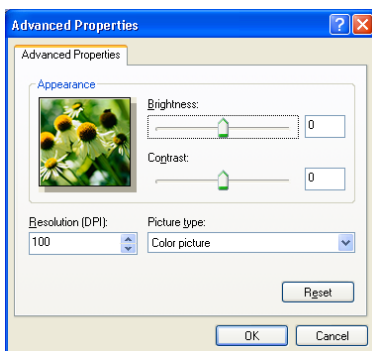 Advanced Properties
Advanced Properties
Appearance
Brightness:
0
Contrast:
0
Resolution (DPI):
Picture type:
100
Color picture
Reset
OK
Cancel